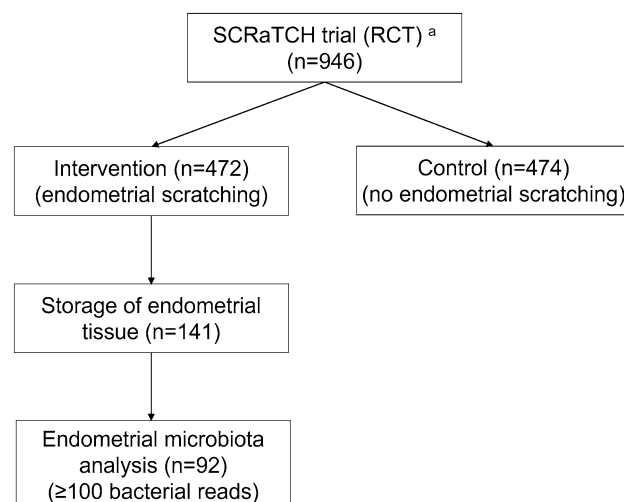 SCRaTCH trial (RCT) a
(n=946)
Intervention (n=472)
(endometrial scratching)
Control (n=474)
(no endometrial scratching)
Storage of endometrial
tissue (n=141)
Endometrial microbiota
analysis (n=92)
(≥100 bacterial reads)